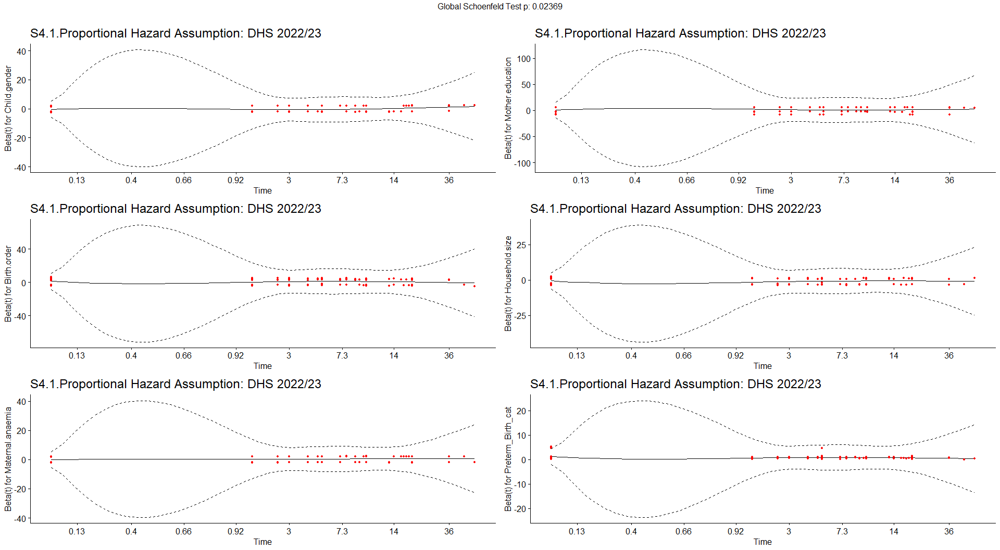 Global Schoenfeld Test p: 0.02369
S4.1.Proportional Hazard Assumption: DHS 2022/23
Beta(t) for Child.gender
40
20
0
-20
-40
0.13 0.4 0.66 0.92 3 7.3 14 36
Time
S4.1.Proportional Hazard Assumption: DHS 2022/23
Beta(t) for Mother.education
100
50
0
-50
-100
0.13 0.4 0.66 0.92 3 7.3 14 36
Time
S4.1.Proportional Hazard Assumption: DHS 2022/23
Beta(t) for Birth.order
40
0
-40
0.13 0.4 0.66 0.92 3 7.3 14 36
Time
S4.1.Proportional Hazard Assumption: DHS 2022/23
Beta(t) for Household.size
25
0
-25
0.13 0.4 0.66 0.92 3 7.3 14 36
Time
S4.1.Proportional Hazard Assumption: DHS 2022/23
Beta(t) for Maternal.anaemia
40
20
0
-20
-40
0.13 0.4 0.66 0.92 3 7.3 14 36
Time
S4.1.Proportional Hazard Assumption: DHS 2022/23
Beta(t) for Preterm_Birth_cat
20
10
0
-10
-20
0.13 0.4 0.66 0.92 3 7.3 14 36
Time